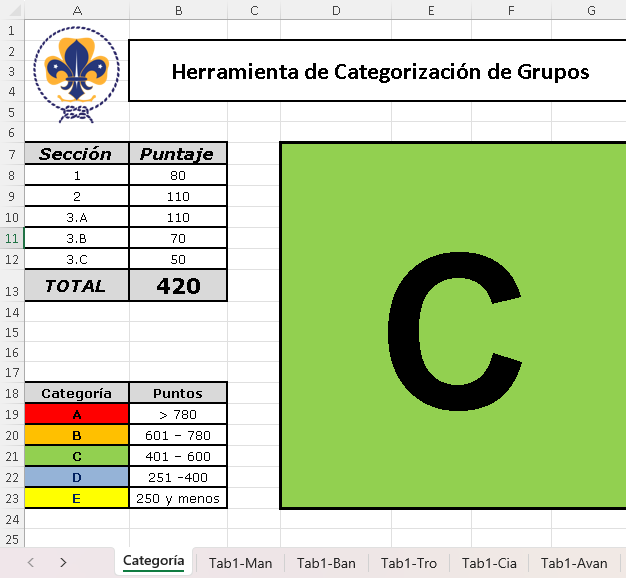 A B C D E F G
1
2
3 Herramienta de Categorización de Grupos
4
5
6
7 Sección Puntaje
8 1 80
9 2 110
10 3.A 110
11 3.B 70
12 3.C 50
13 TOTAL 420
14
15 C
16
17
18 Categoría Puntos
19 A > 780
20 B 601 – 780
21 C 401 – 600
22 D 251 -400
23 E 250 y menos
24
25
Categoría Tab1-Man Tab1-Ban Tab1-Tro Tab1-Cia Tab1-Avan